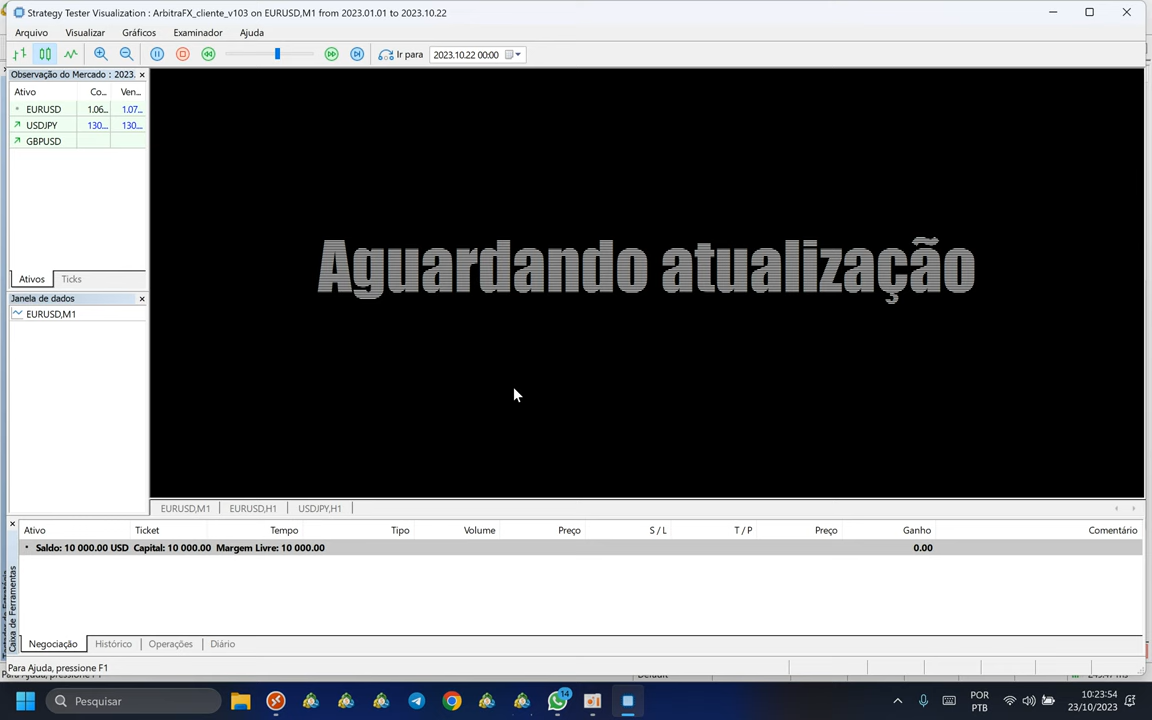 Strategy Tester Visualization : ArbitraFX_cliente_v103 on EURUSD,M1 from 2023.01.01 to 2023.10.22
Arquivo Visualizar Gráficos Examinador Ajuda
Ir para 2023.10.22 00:00
Observação do Mercado : 2023.
Ativo Co... Ven...
EURUSD 1.06... 1.07...
USDJPY 130... 130...
GBPUSD
Ativos Ticks
Janela de dados
EURUSD,M1
Aguardando atualização
EURUSD,M1 EURUSD,H1 USDJPY,H1
Ativo Ticket Tempo Tipo Volume Preço S / L T / P Preço Ganho Comentário
Saldo: 10 000.00 USD Capital: 10 000.00 Margem Livre: 10 000.00 0.00
Caixa de Ferramentas
Negociação Histórico Operações Diário
Para Ajuda, pressione F1
Para Ajuda, pressione F1
Pesquisar
14
POR
PTB
10:23:54
23/10/2023